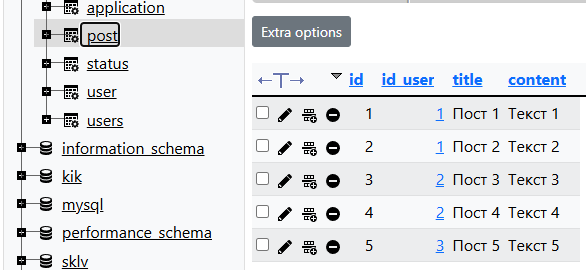 application
post
status
user
users
information_schema
kik
mysql
performance_schema
sklv
Extra options
id id_user title content
1 1 Пост 1 Текст 1
2 1 Пост 2 Текст 2
3 2 Пост 3 Текст 3
4 2 Пост 4 Текст 4
5 3 Пост 5 Текст 5